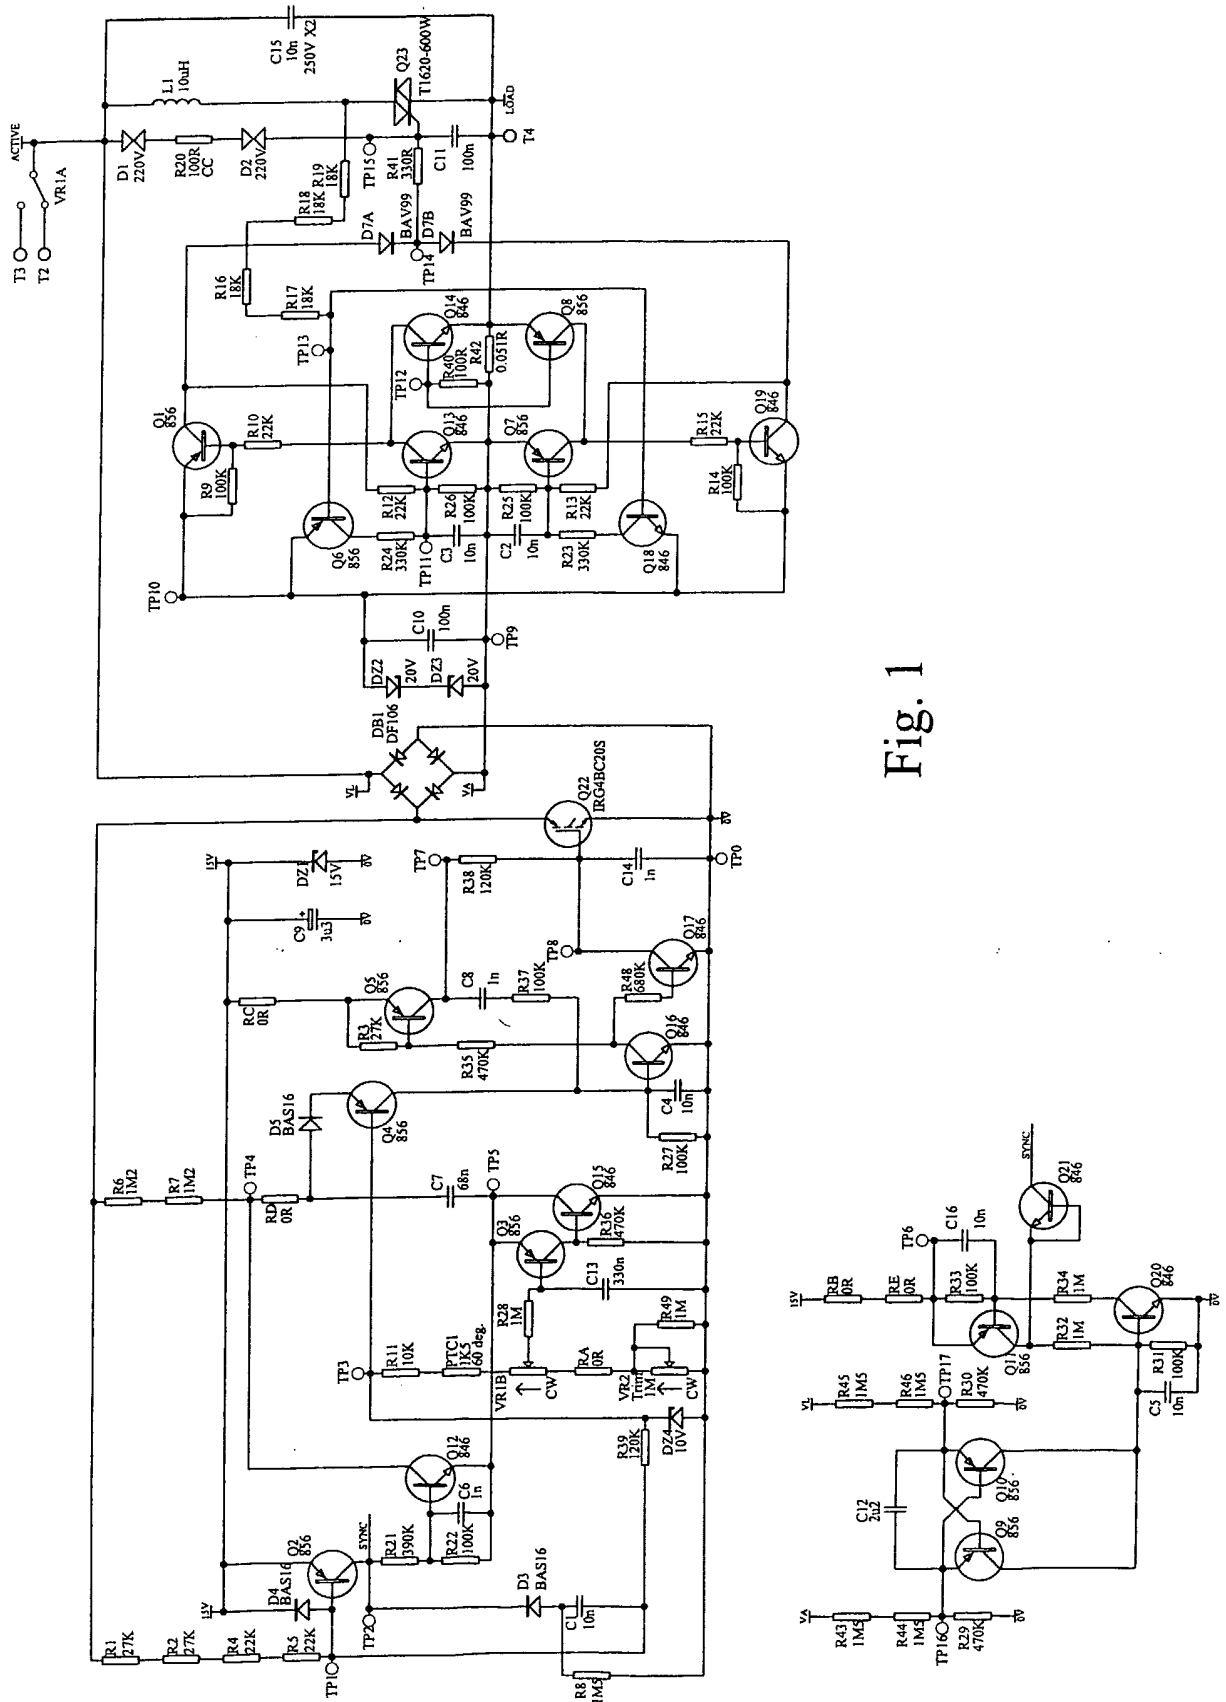 T3
T2
ACTIVE
VR1A
D1
220V
R20
100R
CC
D2
220V
L1
10uH
C15
10n
250V X2
Q23
T1620-600W
LOAD
T4
C11
100n
TP15
R41
330R
R19
18K
R18
18K
R16
18K
R17
18K
D7A
BAV99
D7B
BAV99
TP14
TP13
Q14
846
Q8
856
R42
0.051R
R40
100R
TP12
Q1
856
R10
22K
R9
100K
Q13
846
Q7
856
R15
22K
Q19
846
R14
100K
R12
22K
R26
100K
R25
100K
R13
22K
Q6
856
R24
330K
TP11
C3
10n
C2
10n
R23
330K
Q18
846
TP10
C10
100n
TP9
DZ2
20V
DZ3
20V
DB1
DF106
VL
VA
Q22
IRG4BC20S
0V
TP0
15V
DZ1
15V
0V
C9
+
3u3
0V
TP7
R38
120K
C14
1n
TP8
Q17
846
RC
0R
Q5
856
R3
27K
C8
1n
R37
100K
R48
680K
R35
470K
Q16
846
D5
BAS16
Q4
856
C4
10n
R27
100K
R6
1M2
R7
1M2
TP4
RD
0R
C7
68n
TP5
Q15
846
Q3
856
R36
470K
C13
330n
R28
1M
R49
1M
TP3
R11
10K
PTC1
1K5
60 deg.
VR1B
CW
RA
0R
VR2
Trim
1M
CW
R39
120K
DZ4
10V
Q12
846
C6
1n
SYNC
R21
390K
R22
100K
Q2
856
15V
D4
BAS16
TP2
D3
BAS16
C1
10n
R1
27K
R2
27K
R4
22K
R5
22K
TP1
R8
1M5
Fig. 1
SYNC
Q21
846
TP6
C16
10n
15V
RB
0R
RE
0R
R33
100K
R34
1M
Q20
846
Q11
856
R32
1M
R31
100K
C5
10n
0V
VL
R45
1M5
R46
1M5
TP17
R30
470K
0V
C12
2u2
Q10
856
Q9
856
VA
R43
1M5
R44
1M5
TP16
R29
470K
0V